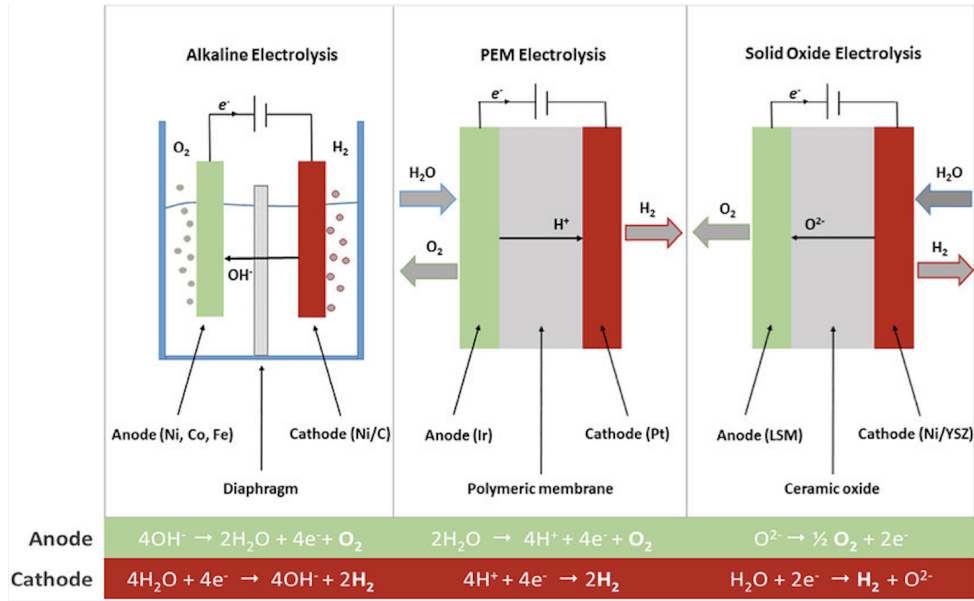 Alkaline Electrolysis
e-
O₂
H₂
OH-
Anode (Ni, Co, Fe)
Cathode (Ni/C)
Diaphragm
PEM Electrolysis
e-
H₂O
H⁺
H₂
O₂
Anode (Ir)
Cathode (Pt)
Polymeric membrane
Solid Oxide Electrolysis
e-
H₂O
O₂
O²⁻
H₂
Anode (LSM)
Cathode (Ni/YSZ)
Ceramic oxide
Anode 4OH⁻ → 2H₂O + 4e⁻ + O₂ 2H₂O → 4H⁺ + 4e⁻ + O₂ O²⁻ → ½ O₂ + 2e⁻
Cathode 4H₂O + 4e⁻ → 4OH⁻ + 2H₂ 4H⁺ + 4e⁻ → 2H₂ H₂O + 2e⁻ → H₂ + O²⁻